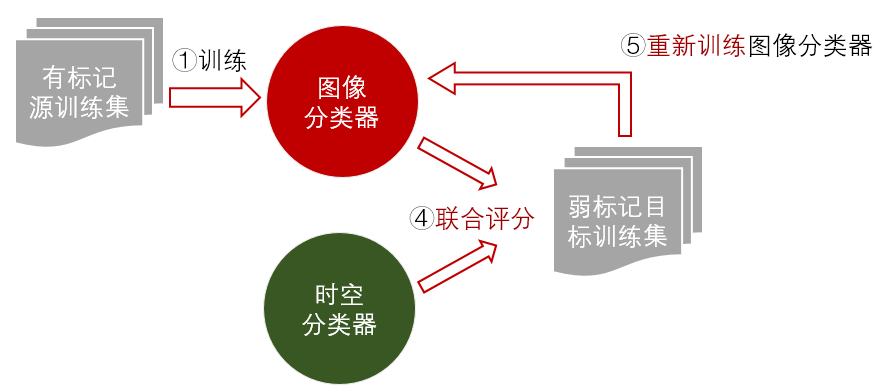 有标记
源训练集
①训练
图像
分类器
⑤重新训练图像分类器
④联合评分
弱标记目
标训练集
时空
分类器